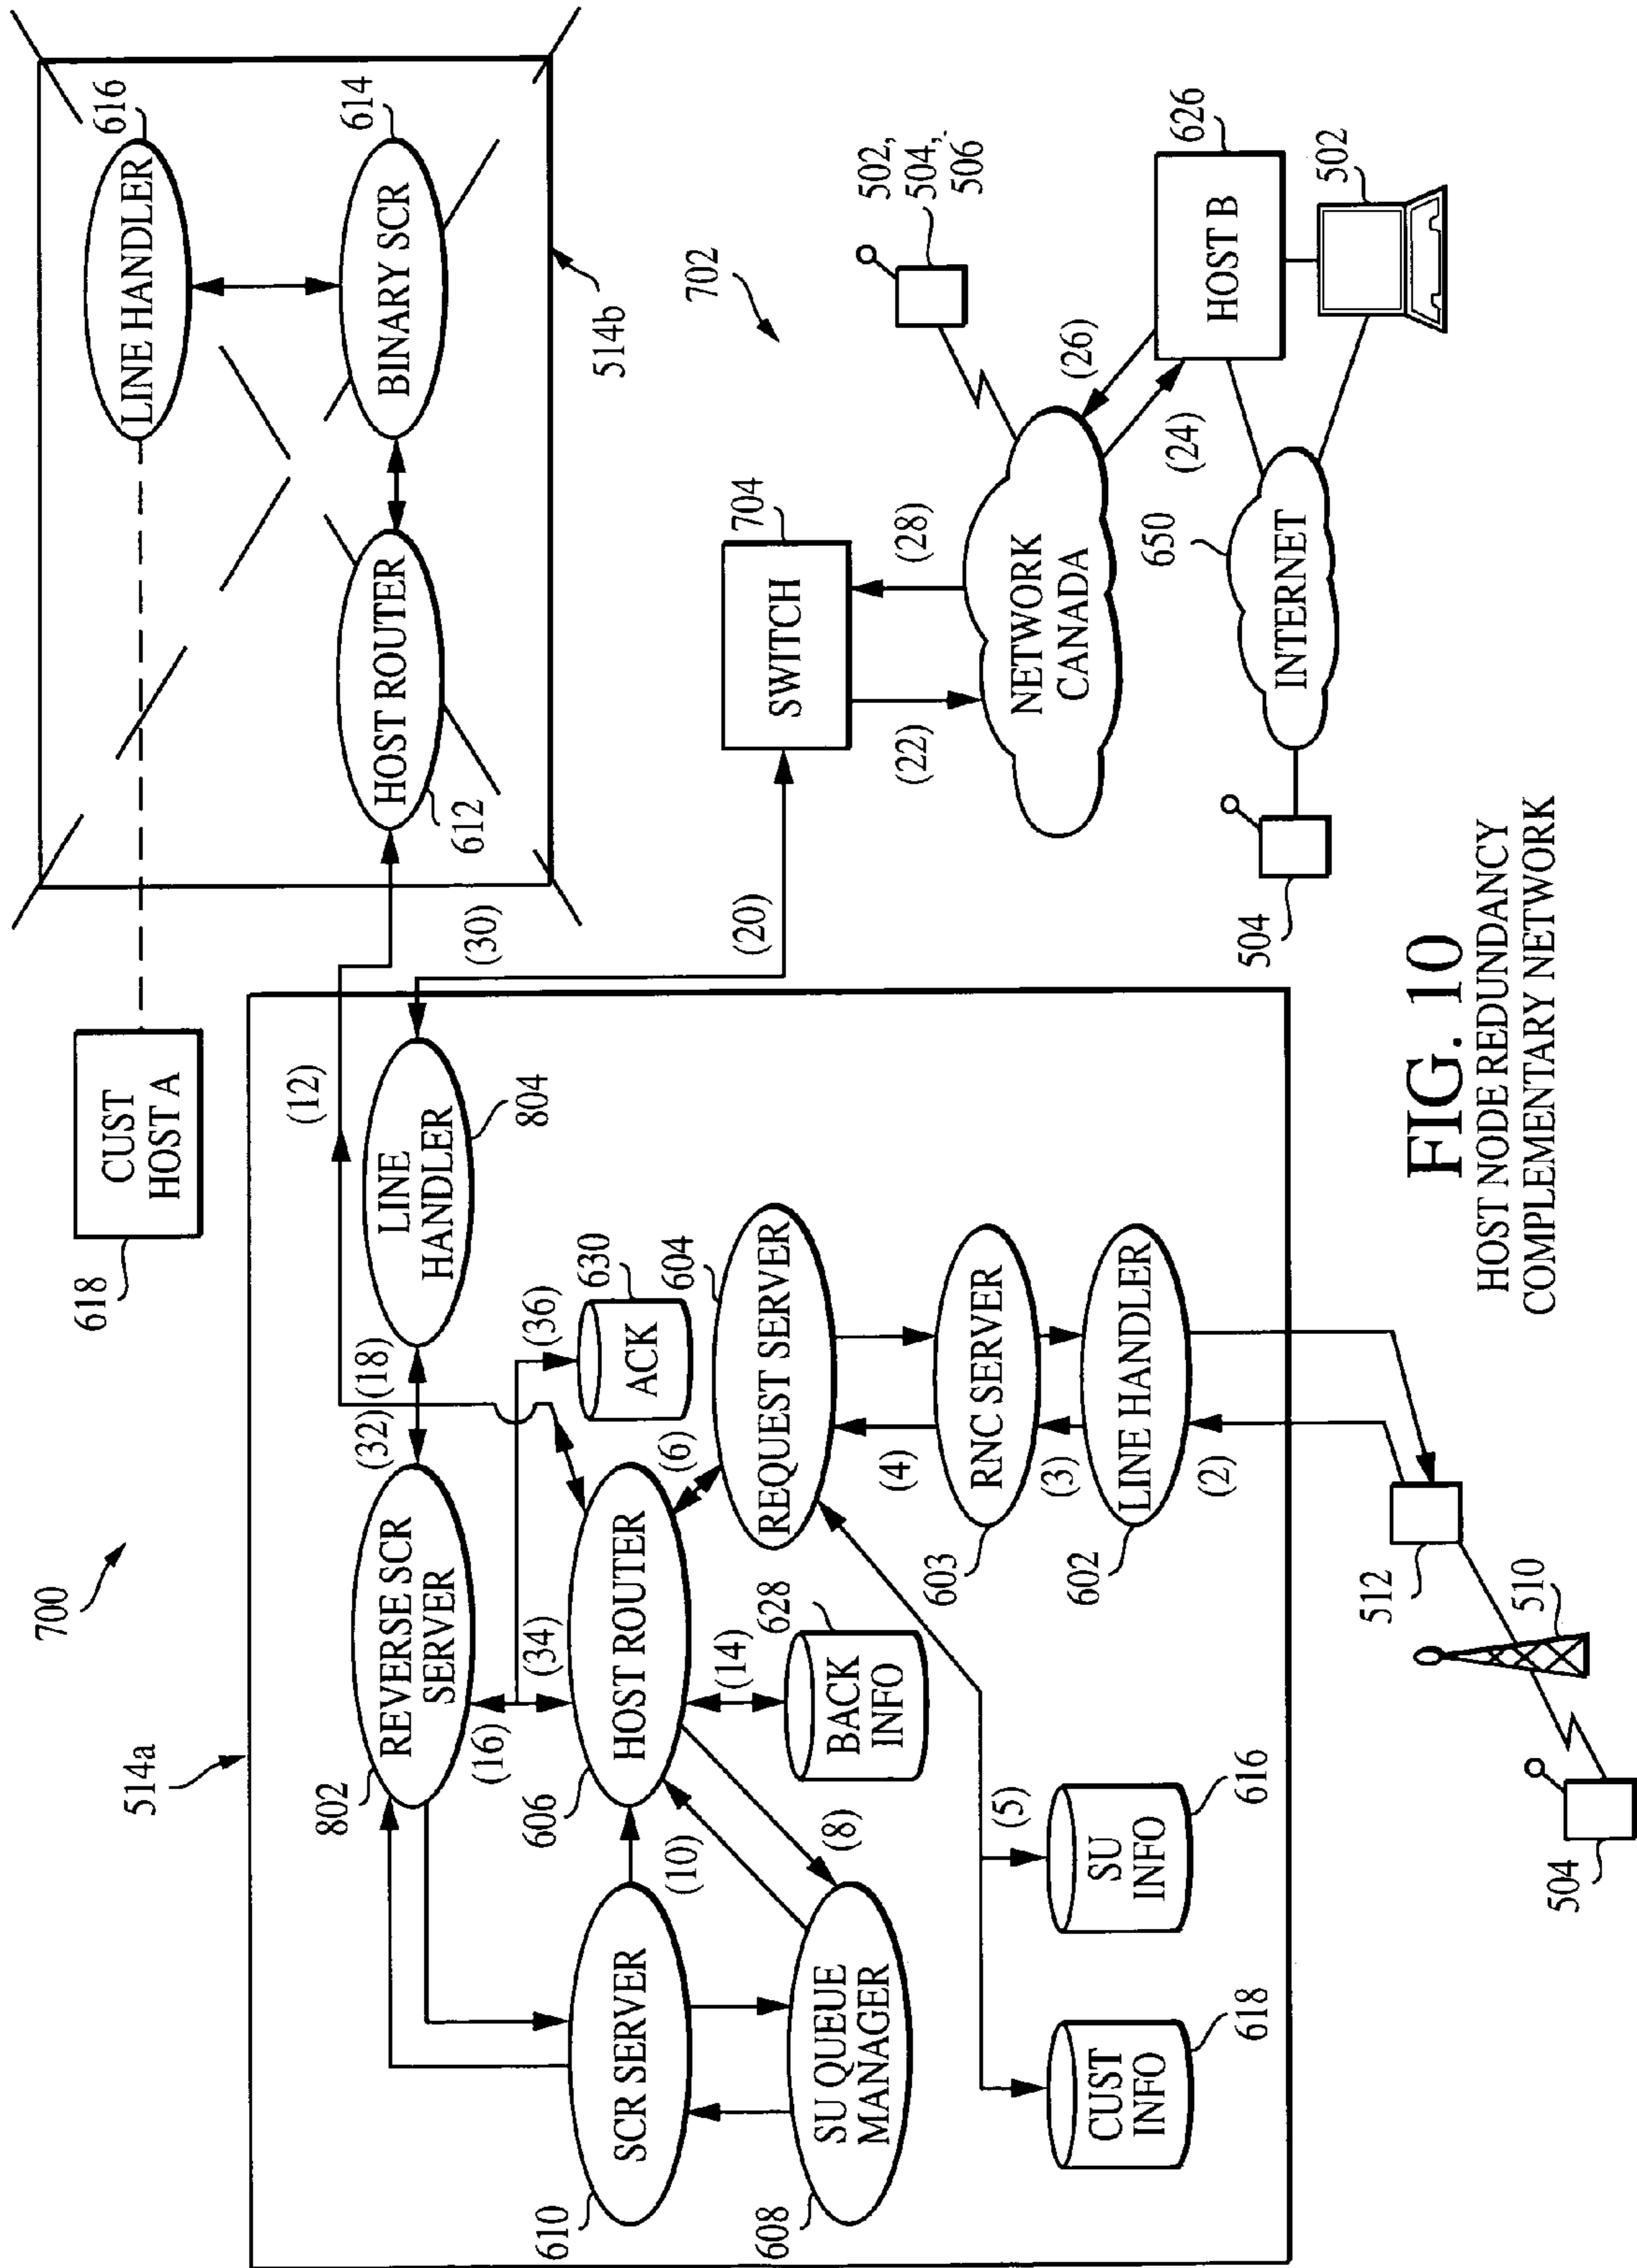 700
514a
618
CUST
HOST A
LINE HANDLER
616
HOST ROUTER
612
BINARY SCR
614
514b
(12)
(30)
(20)
REVERSE SCR
SERVER
802
(32)
(18)
LINE
HANDLER
804
(16)
(34)
(36)
ACK
630
SCR SERVER
610
HOST ROUTER
606
(10)
(8)
(14)
(6)
BACK
INFO
628
SU QUEUE
MANAGER
608
REQUEST SERVER
604
(4)
RNC SERVER
603
(3)
LINE HANDLER
602
(2)
(5)
CUST
INFO
618
SU
INFO
616
504
510
512
702
SWITCH
704
(22)
(28)
NETWORK
CANADA
502,
504,
506
(26)
(24)
HOST B
626
502
INTERNET
650
504
FIG. 10
HOST NODE REDUNDANCY
COMPLEMENTARY NETWORK